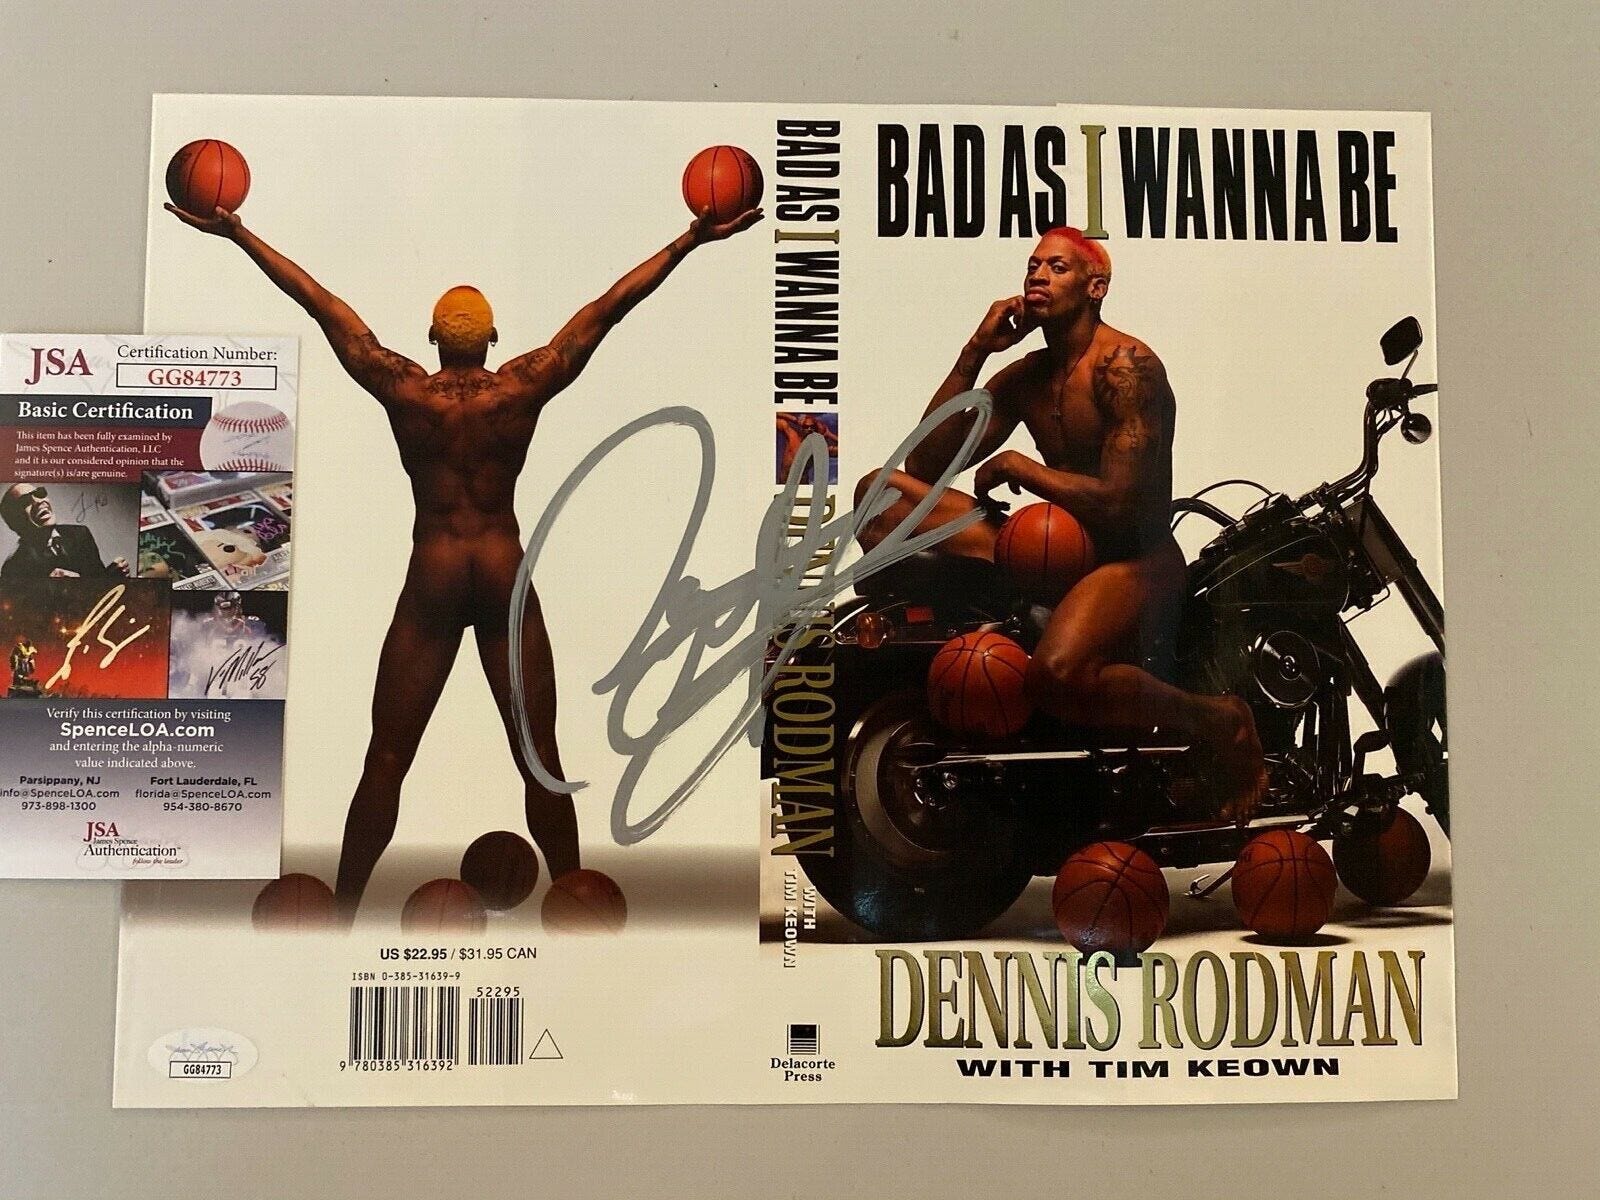 BAD AS I WANNA BE
DENNIS RODMAN
WITH TIM KEOWN
BAD AS I WANNA BE
DENNIS RODMAN
WITH
TIM KEOWN
Delacorte
Press
US $22.95 / $31.95 CAN
ISBN 0-385-31639-9
52295
9 780385 316392
GG84773
JSA
Certification Number:
GG84773
Basic Certification
This item has been fully examined by
James Spence Authentication, LLC
and it is our considered opinion that the
signature(s) is/are genuine.
Verify this certification by visiting
SpenceLOA.com
and entering the alpha-numeric
value indicated above.
Parsippany, NJ
info@SpenceLOA.com
973-898-1300
Fort Lauderdale, FL
florida@SpenceLOA.com
954-380-8670
JSA
James Spence
Authentication
follow the leader